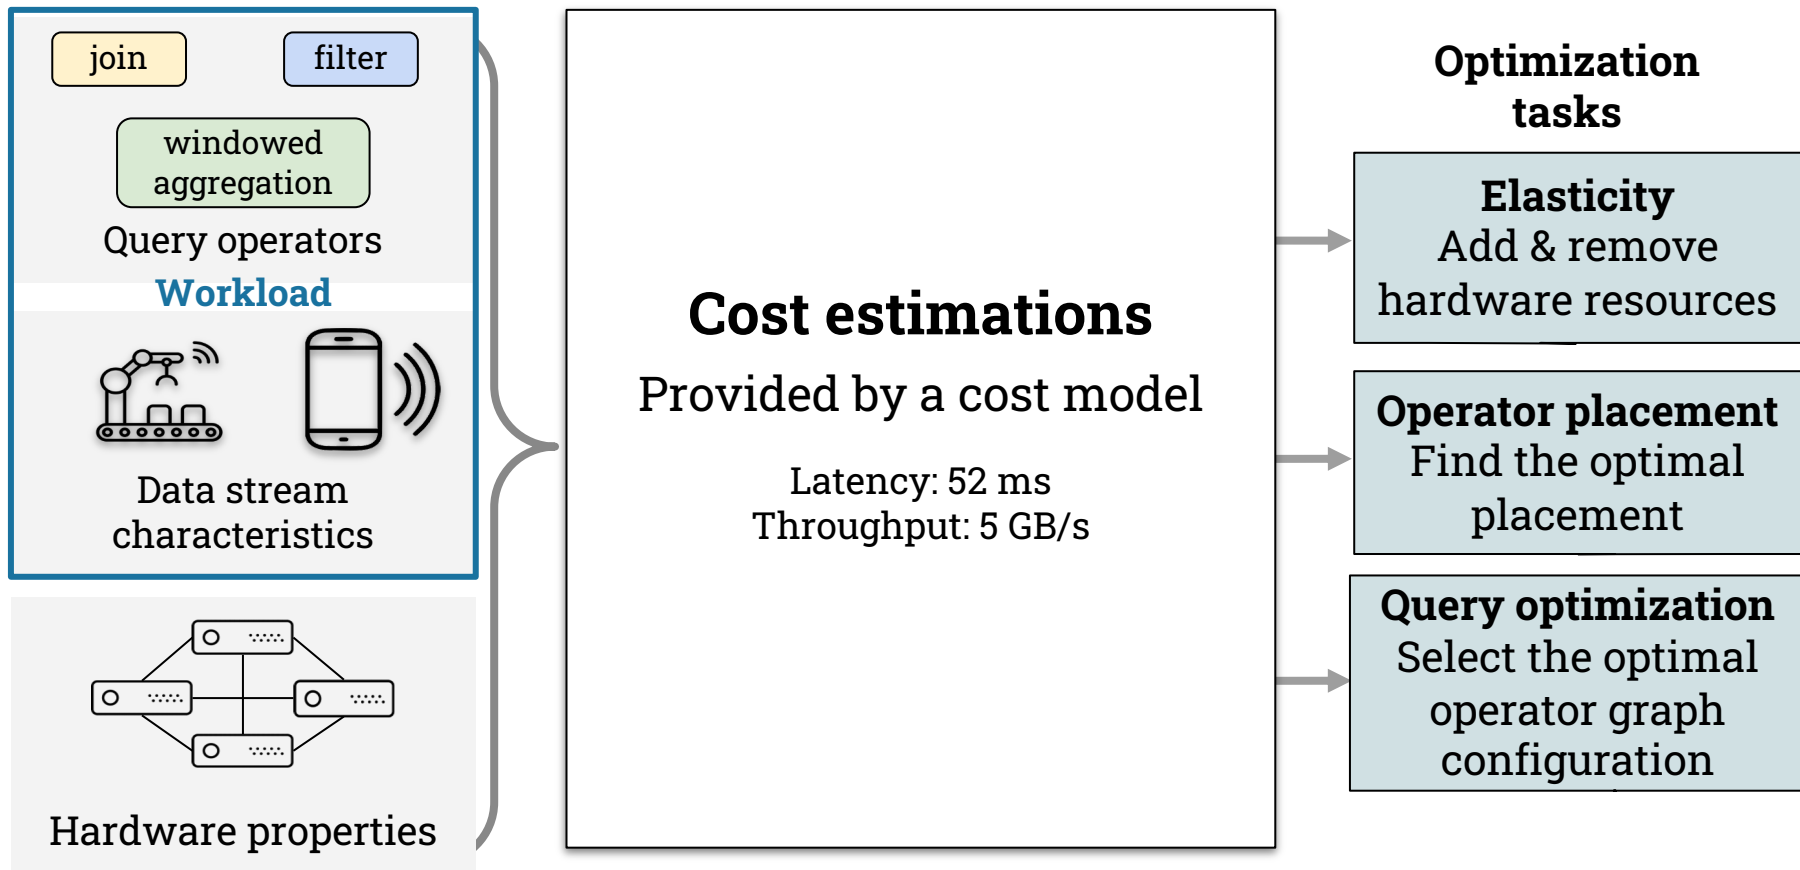 join
filter
windowed
aggregation
Query operators
Workload
Data stream
characteristics
Hardware properties
Cost estimations
Provided by a cost model
Latency: 52 ms
Throughput: 5 GB/s
Optimization
tasks
Elasticity
Add & remove
hardware resources
Operator placement
Find the optimal
placement
Query optimization
Select the optimal
operator graph
configuration